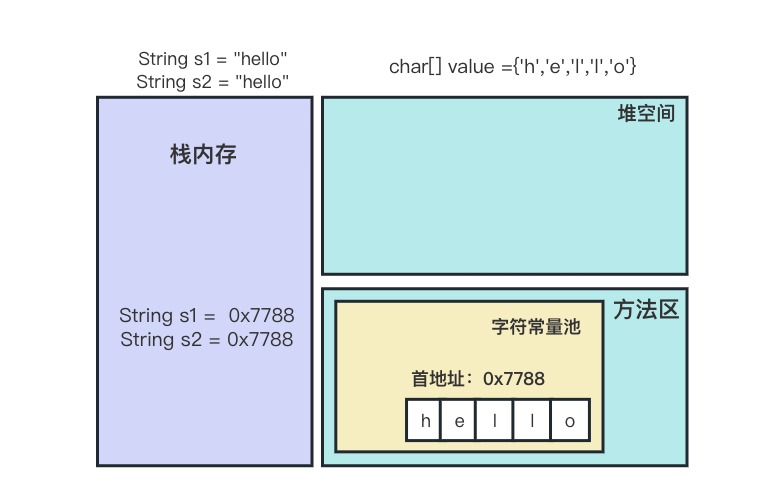 String s1 = "hello"
String s2 = "hello"
char[] value ={'h','e','l','l','o'}
栈内存
String s1 = 0x7788
String s2 = 0x7788
堆空间
方法区
字符常量池
首地址：0x7788
h e l l o